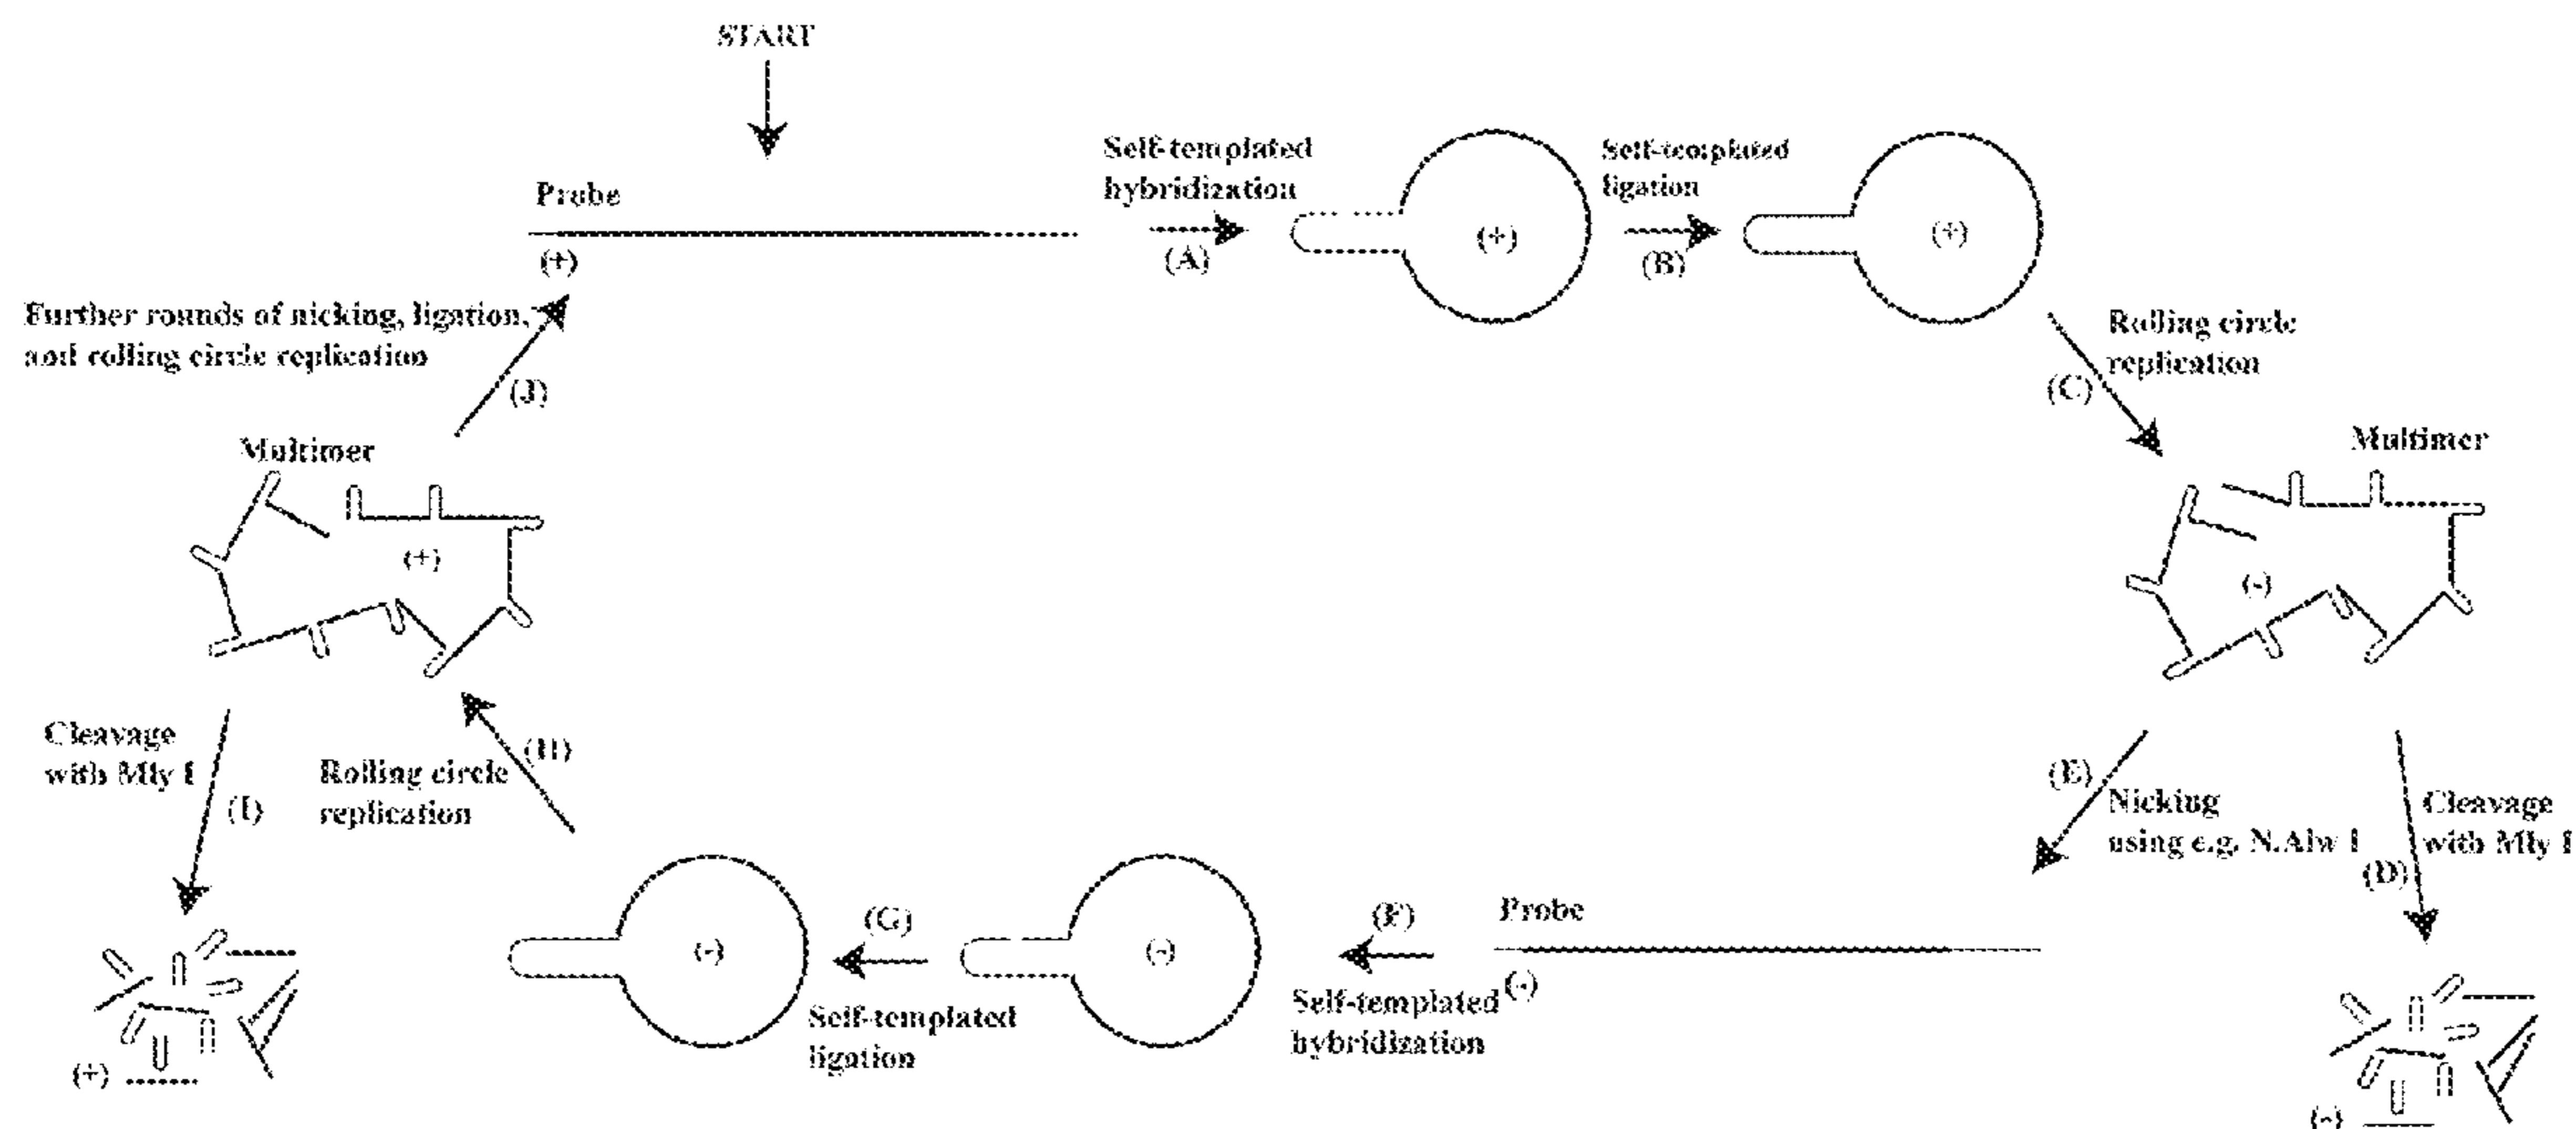 START
Probe
(+)
Self-templated
hybridization
(A)
(+)
Self-templated
ligation
(B)
(+)
Rolling circle
replication
(C)
Multimer
(-)
(E)
Nicking
using e.g. N.Alw I
Cleavage
with Mly I
(D)
(-)
Probe
(-)
(F)
Self-templated
hybridization
(-)
(G)
Self-templated
ligation
(-)
(H)
Rolling circle
replication
Multimer
(+)
Cleavage
with Mly I
(I)
(+)
Further rounds of nicking, ligation,
and rolling circle replication
(J)